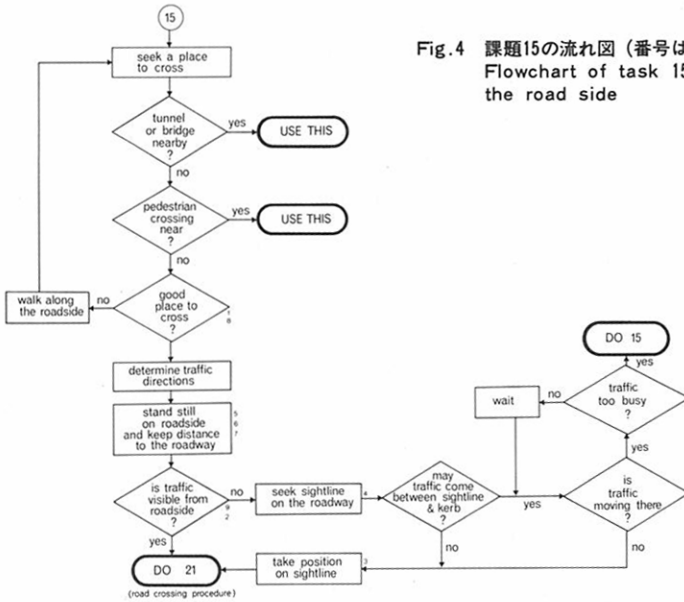 15
Fig.4 課題15の流れ図（番号は
Flowchart of task 15
the road side
seek a place
to cross
tunnel
or bridge
nearby
?
yes
USE THIS
no
pedestrian
crossing
near
?
yes
USE THIS
no
good
place to
cross
?
1
8
no
walk along
the roadside
determine traffic
directions
stand still
on roadside
and keep distance
to the roadway
5
6
7
is traffic
visible from
roadside
?
9
2
no
seek sightline
on the roadway
4
may
traffic come
between sightline
& kerb
?
yes
is
traffic
moving there
?
yes
traffic
too busy
?
no
wait
yes
DO 15
no
no
take position
on sightline
3
yes
DO 21
(road crossing procedure)